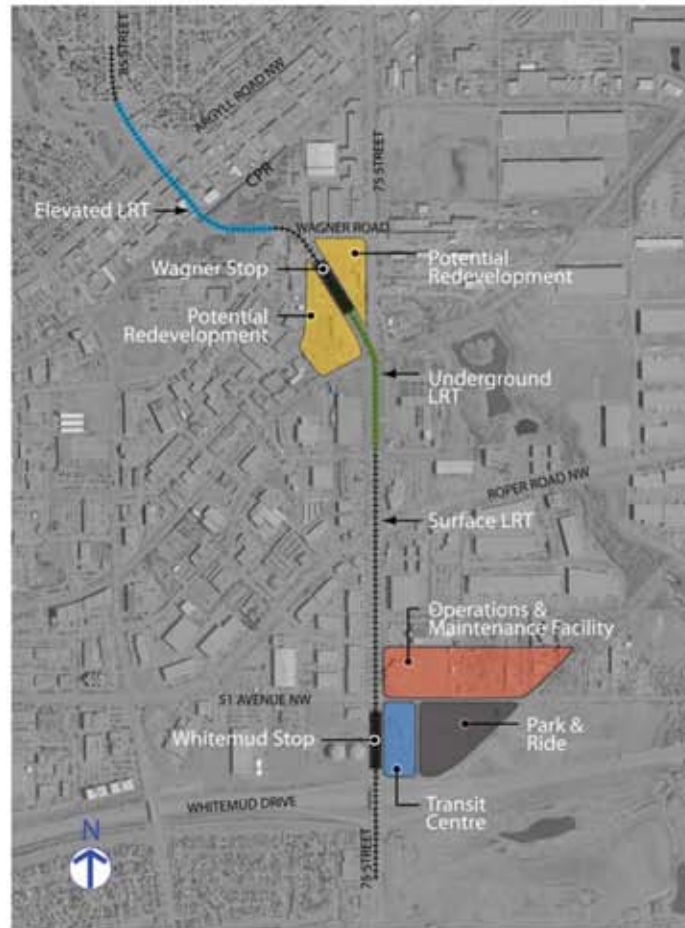 85 STREET
ARGYLL ROAD NW
CPR
75 STREET
Elevated LRT
WAGNER ROAD
Wagner Stop
Potential
Redevelopment
Potential
Redevelopment
Underground
LRT
ROPER ROAD NW
Surface LRT
Operations &
Maintenance Facility
51 AVENUE NW
Whitemud Stop
Park &
Ride
Transit
Centre
WHITEMUD DRIVE
75 STREET
N